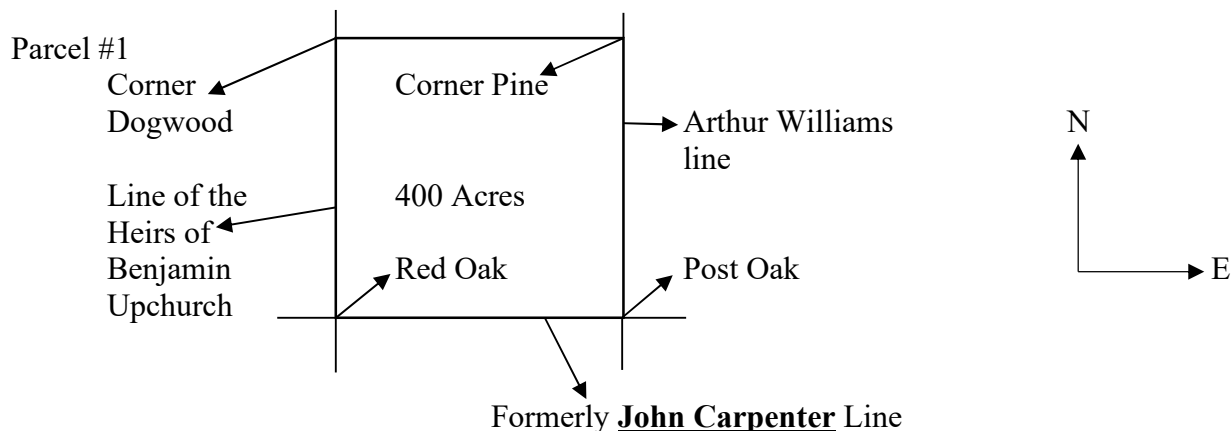 Parcel #1
Corner
Dogwood
Corner Pine
Arthur Williams
line
N
Line of the
Heirs of
Benjamin
Upchurch
400 Acres
Red Oak
Post Oak
E
Formerly John Carpenter Line